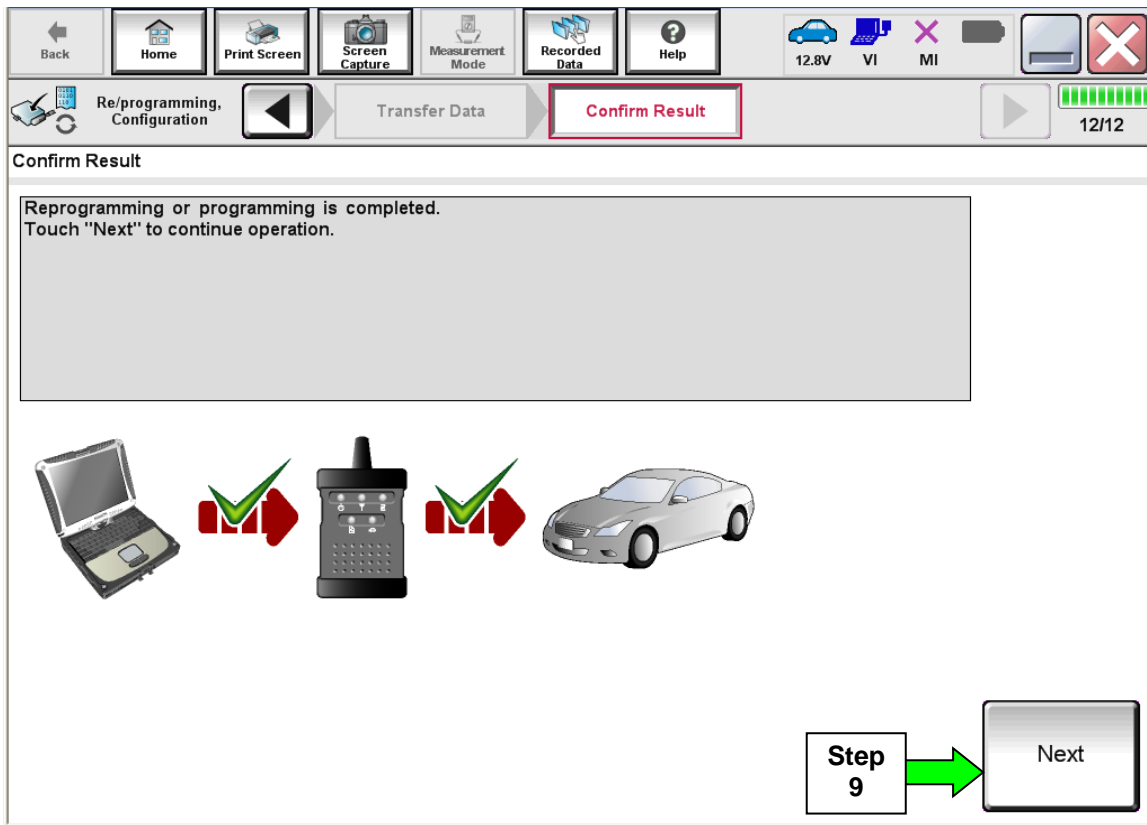 Back
Home
Print Screen
Screen
Capture
Measurement
Mode
Recorded
Data
Help
12.8V
VI
MI
Re/programming,
Configuration
Transfer Data
Confirm Result
12/12
Confirm Result
Reprogramming or programming is completed.
Touch "Next" to continue operation.
Step
9
Next